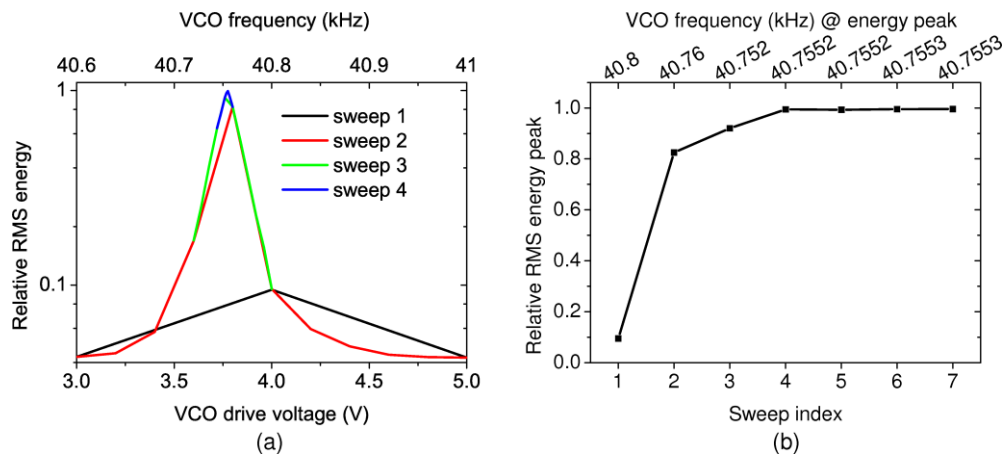 VCO frequency (kHz)
40.6 40.7 40.8 40.9 41
1
0.1
Relative RMS energy
sweep 1
sweep 2
sweep 3
sweep 4
3.0 3.5 4.0 4.5 5.0
VCO drive voltage (V)
(a)
VCO frequency (kHz) @ energy peak
40.8 40.76 40.752 40.7552 40.7552 40.7553 40.7553
1.0
0.8
0.6
0.4
0.2
0.0
Relative RMS energy peak
1 2 3 4 5 6 7
Sweep index
(b)